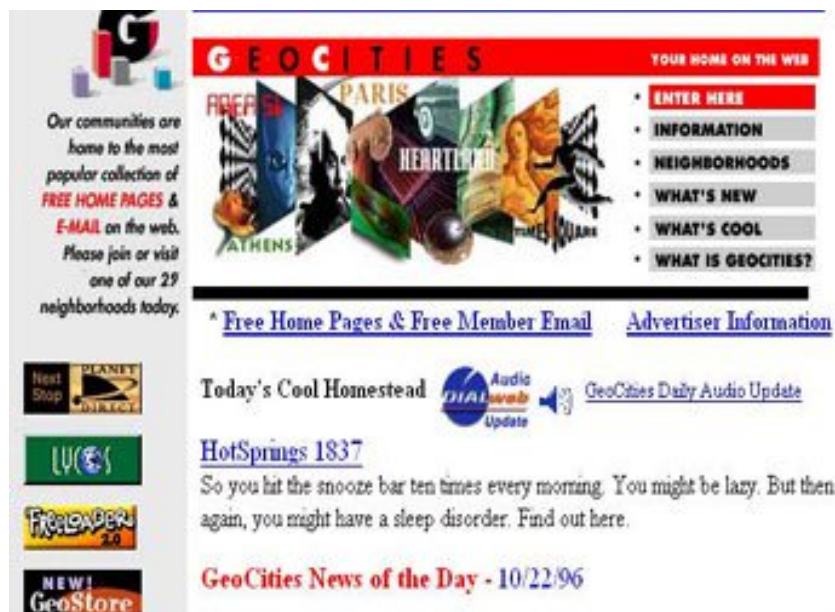 G
Our communities are
home to the most
popular collection of
FREE HOME PAGES &
E-MAIL on the web.
Please join or visit
one of our 29
neighborhoods today.
Next Stop
PLANET DIRECT
LYCOS
FREELOADER 2.0
NEW!
GeoStore
GEOCITIES
YOUR HOME ON THE WEB
AREA 51
PARIS
HEARTLAND
ATHENS
TIMES SQUARE
• ENTER HERE
• INFORMATION
• NEIGHBORHOODS
• WHAT'S NEW
• WHAT'S COOL
• WHAT IS GEOCITIES?
* Free Home Pages & Free Member Email Advertiser Information
Today's Cool Homestead
Audio
DIALweb
Update
GeoCities Daily Audio Update
HotSprings 1837
So you hit the snooze bar ten times every morning. You might be lazy. But then
again, you might have a sleep disorder. Find out here.
GeoCities News of the Day - 10/22/96